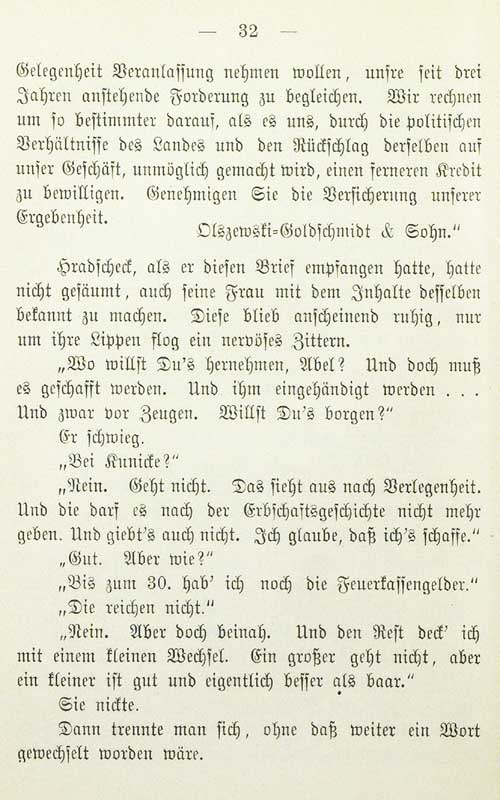 — 32 —
Gelegenheit Veranlassung nehmen wollen, unsre seit drei
Jahren anstehende Forderung zu begleichen. Wir rechnen
um so bestimmter darauf, als es uns, durch die politischen
Verhältnisse des Landes und den Rückschlag derselben auf
unser Geschäft, unmöglich gemacht wird, einen ferneren Kredit
zu bewilligen. Genehmigen Sie die Versicherung unserer
Ergebenheit.
Olszewski-Goldschmidt & Sohn.“
Hradscheck, als er diesen Brief empfangen hatte, hatte
nicht gesäumt, auch seine Frau mit dem Inhalte desselben
bekannt zu machen. Diese blieb anscheinend ruhig, nur
um ihre Lippen flog ein nervöses Zittern.
„Wo willst Du's hernehmen, Abel? Und doch muß
es geschafft werden. Und ihm eingehändigt werden . . .
Und zwar vor Zeugen. Willst Du's borgen?“
Er schwieg.
„Bei Kunicke?“
„Nein. Geht nicht. Das sieht aus nach Verlegenheit.
Und die darf es nach der Erbschaftsgeschichte nicht mehr
geben. Und giebt's auch nicht. Ich glaube, daß ich's schaffe.“
„Gut. Aber wie?“
„Bis zum 30. hab' ich noch die Feuerkassengelder.“
„Die reichen nicht.“
„Nein. Aber doch beinah. Und den Rest deck' ich
mit einem kleinen Wechsel. Ein großer geht nicht, aber
ein kleiner ist gut und eigentlich besser als baar.“
Sie nickte.
Dann trennte man sich, ohne daß weiter ein Wort
gewechselt worden wäre.